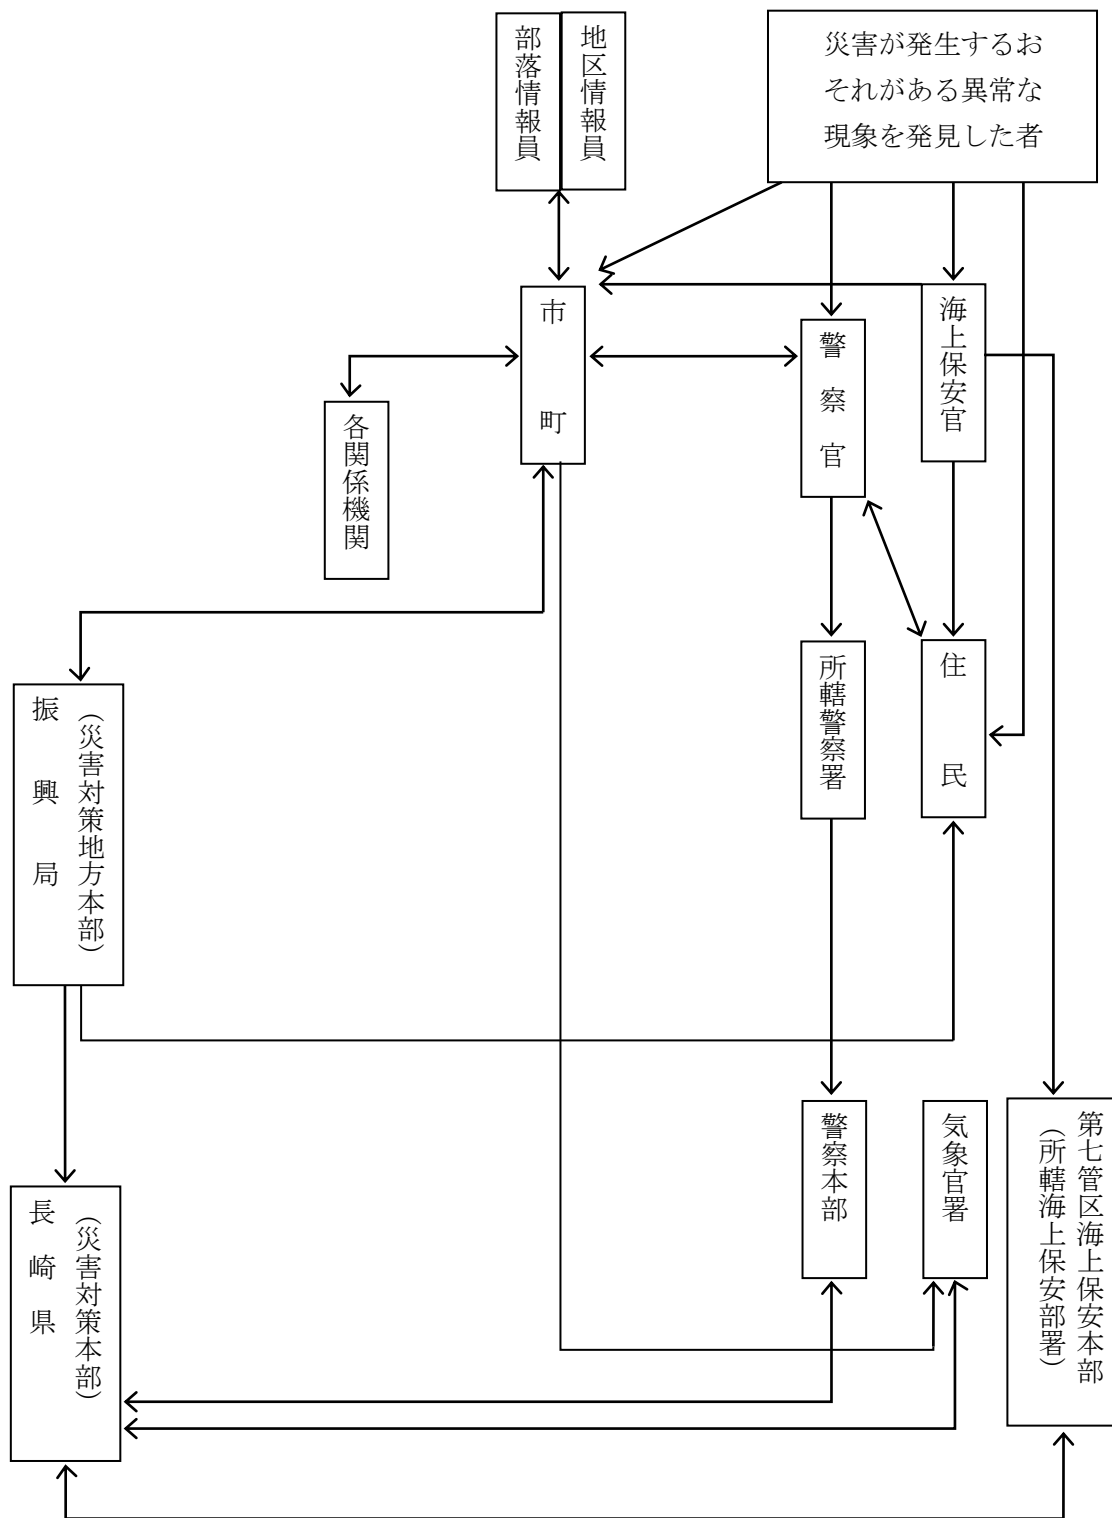 部落情報員
地区情報員
災害が発生するお
それがある異常な
現象を発見した者
市町
警察官
海上保安官
各関係機関
振興局
（災害対策地方本部）
所轄警察署
住民
長崎県
（災害対策本部）
警察本部
気象官署
第七管区海上保安本部
（所轄海上保安部署）